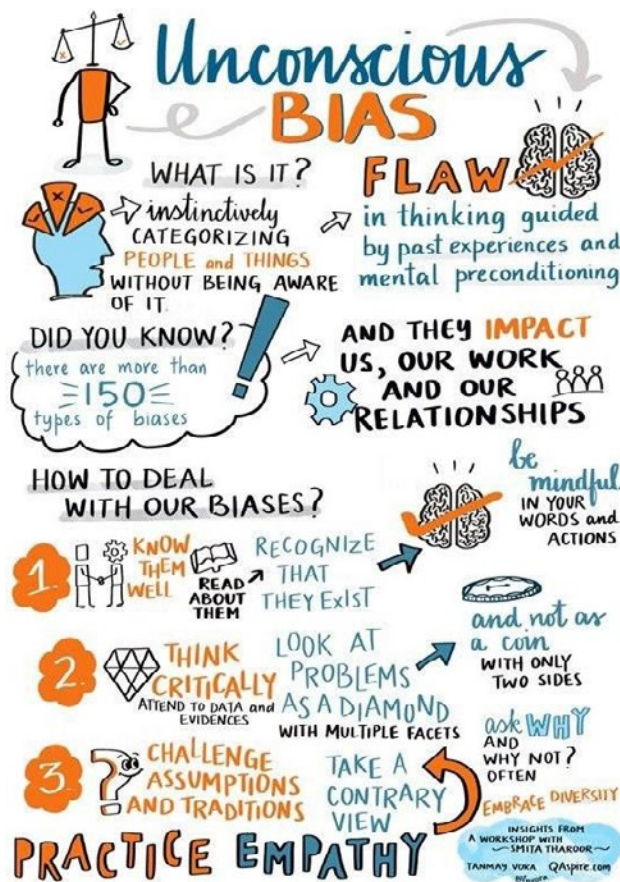 Unconscious
BIAS
WHAT IS IT?
instinctively
CATEGORIZING
PEOPLE and THINGS
WITHOUT BEING AWARE
OF IT.
FLAW
in thinking guided
by past experiences and
mental preconditioning
DID YOU KNOW?
there are more than
150
types of biases
AND THEY IMPACT
US, OUR WORK
AND OUR
RELATIONSHIPS
HOW TO DEAL
WITH OUR BIASES?
1
KNOW
THEM
WELL
READ
ABOUT
THEM
RECOGNIZE
THAT
THEY EXIST
be
mindful
IN YOUR
WORDS and
ACTIONS
2.
THINK
CRITICALLY
ATTEND TO DATA and
EVIDENCES
LOOK AT
PROBLEMS
AS A DIAMOND
WITH MULTIPLE FACETS
and not as
a coin
WITH ONLY
TWO SIDES
3
CHALLENGE
ASSUMPTIONS
AND TRADITIONS
TAKE A
CONTRARY
VIEW
ask WHY
AND
WHY NOT?
OFTEN
EMBRACE DIVERSITY
PRACTICE EMPATHY
INSIGHTS FROM
A WORKSHOP WITH
~SMITA THAROOR~
TANMAY VORA QAspire.com